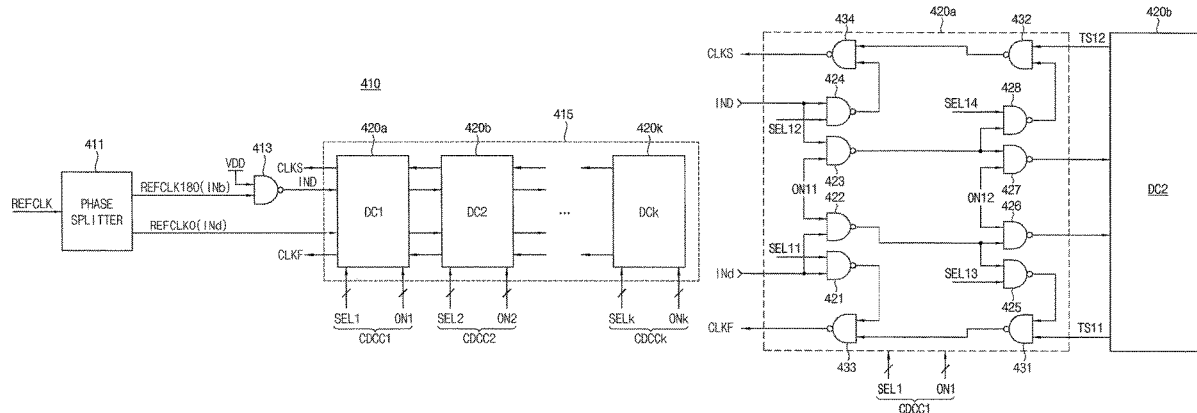 410
415
411
413
420a
420b
420k
VDD
CLKS
IND
REFCLK
PHASE
SPLITTER
REFCLK180(INb)
REFCLK0(INd)
DC1
DC2
...
DCk
CLKF
SEL1
ON1
SEL2
ON2
SELk
ONk
CDCC1
CDCC2
CDCCk
420a
420b
434
432
CLKS
TS12
424
428
IND
SEL12
SEL14
423
427
ON11
ON12
DC2
422
426
SEL11
INd
SEL13
421
425
CLKF
TS11
433
431
SEL1
ON1
CDCC1